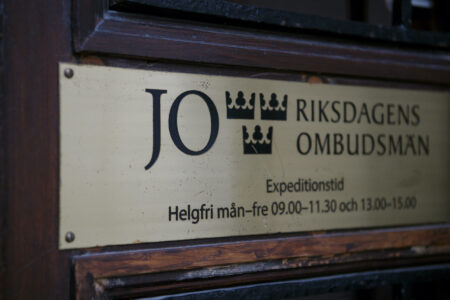 JO RIKSDAGENS
OMBUDSMÄN
Expeditionstid
Helgfri mån–fre 09.00–11.30 och 13.00–15.00